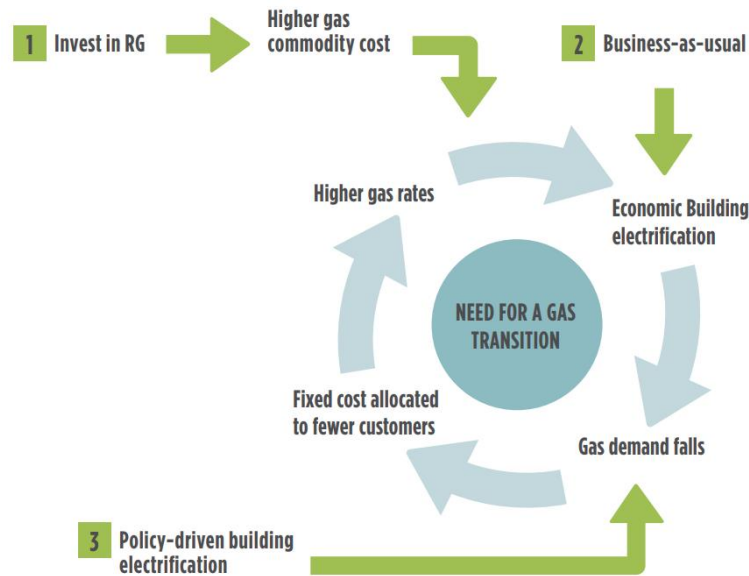 1 Invest in RG
Higher gas
commodity cost
2 Business-as-usual
Higher gas rates
Economic Building
electrification
NEED FOR A GAS
TRANSITION
Fixed cost allocated
to fewer customers
Gas demand falls
3 Policy-driven building
electrification